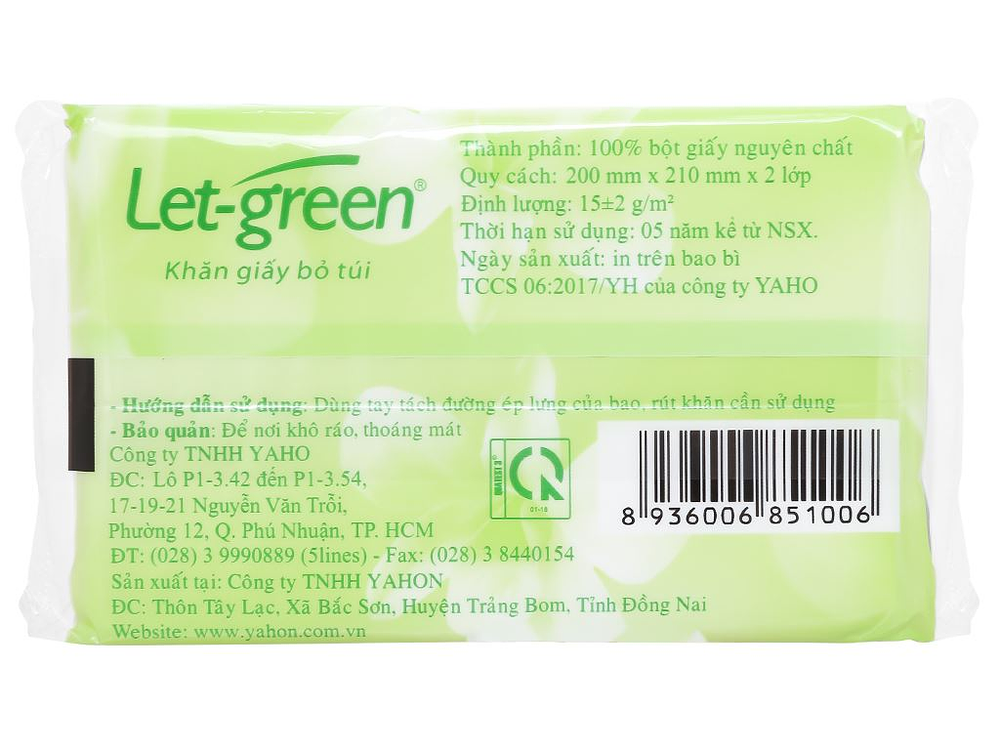 Let-green®
Khăn giấy bỏ túi
Thành phần: 100% bột giấy nguyên chất
Quy cách: 200 mm x 210 mm x 2 lớp
Định lượng: 15±2 g/m²
Thời hạn sử dụng: 05 năm kể từ NSX.
Ngày sản xuất: in trên bao bì
TCCS 06:2017/YH của công ty YAHO
- Hướng dẫn sử dụng: Dùng tay tách đường ép lưng của bao, rút khăn cần sử dụng
- Bảo quản: Để nơi khô ráo, thoáng mát
Công ty TNHH YAHO
ĐC: Lô P1-3.42 đến P1-3.54,
17-19-21 Nguyễn Văn Trỗi,
Phường 12, Q. Phú Nhuận, TP. HCM
ĐT: (028) 3 9990889 (5lines) - Fax: (028) 3 8440154
Sản xuất tại: Công ty TNHH YAHON
ĐC: Thôn Tây Lạc, Xã Bắc Sơn, Huyện Trảng Bom, Tỉnh Đồng Nai
Website: www.yahon.com.vn
QUATEST 3®
CR
01-18
8 936006 851006